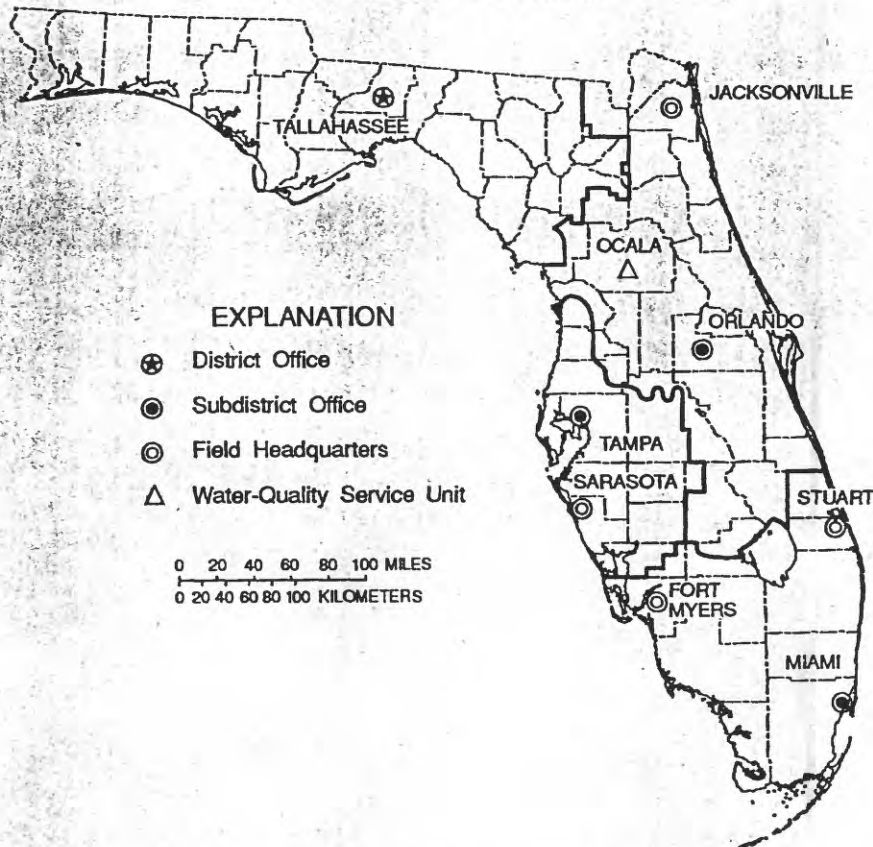 JACKSONVILLE
TALLAHASSEE
OCALA
ORLANDO
EXPLANATION
District Office
Subdistrict Office
Field Headquarters
Water-Quality Service Unit
TAMPA
SARASOTA
STUART
0 20 40 60 80 100 MILES
0 20 40 60 80 100 KILOMETERS
FORT
MYERS
MIAMI